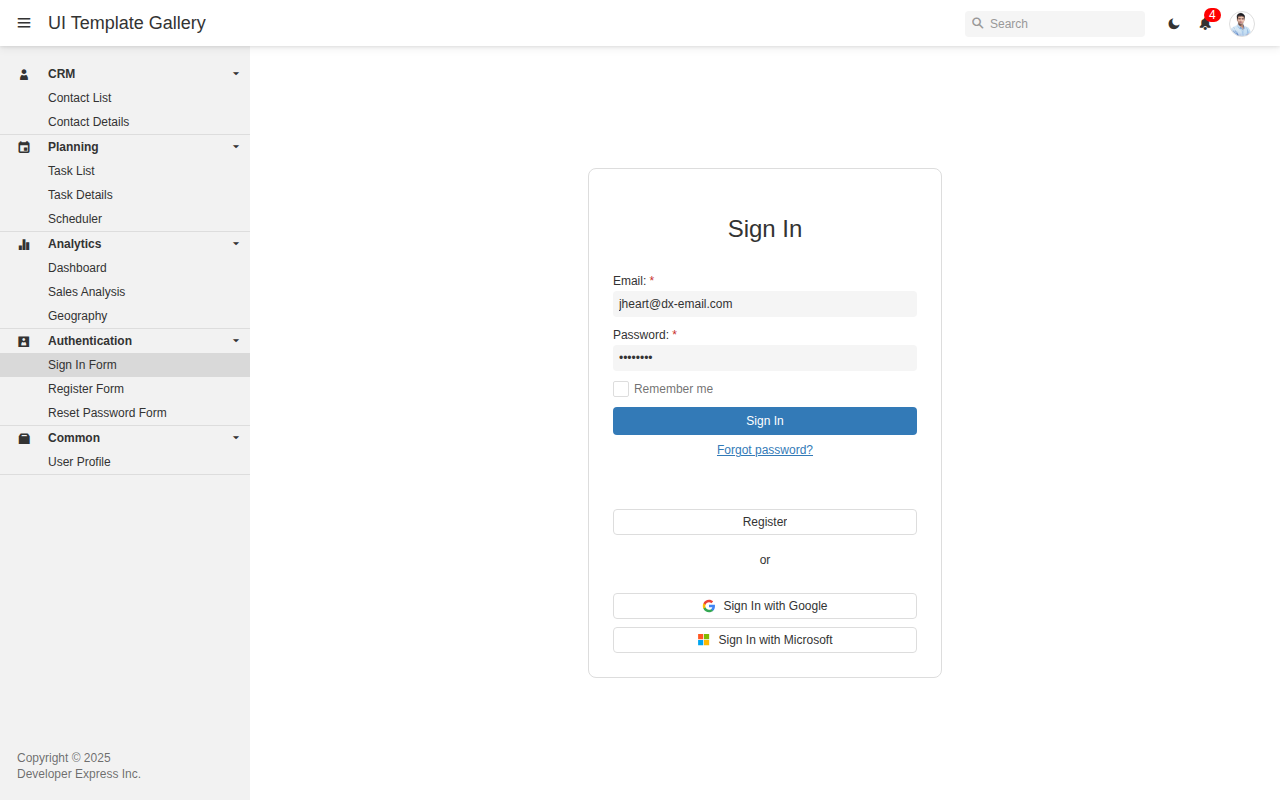 UI Template Gallery
Search
4
CRM
Contact List
Contact Details
Planning
Task List
Task Details
Scheduler
Analytics
Dashboard
Sales Analysis
Geography
Authentication
Sign In Form
Register Form
Reset Password Form
Common
User Profile
Copyright © 2025
Developer Express Inc.
Sign In
Email: *
jheart@dx-email.com
Password: *
••••••••
Remember me
Sign In
Forgot password?
Register
or
Sign In with Google
Sign In with Microsoft